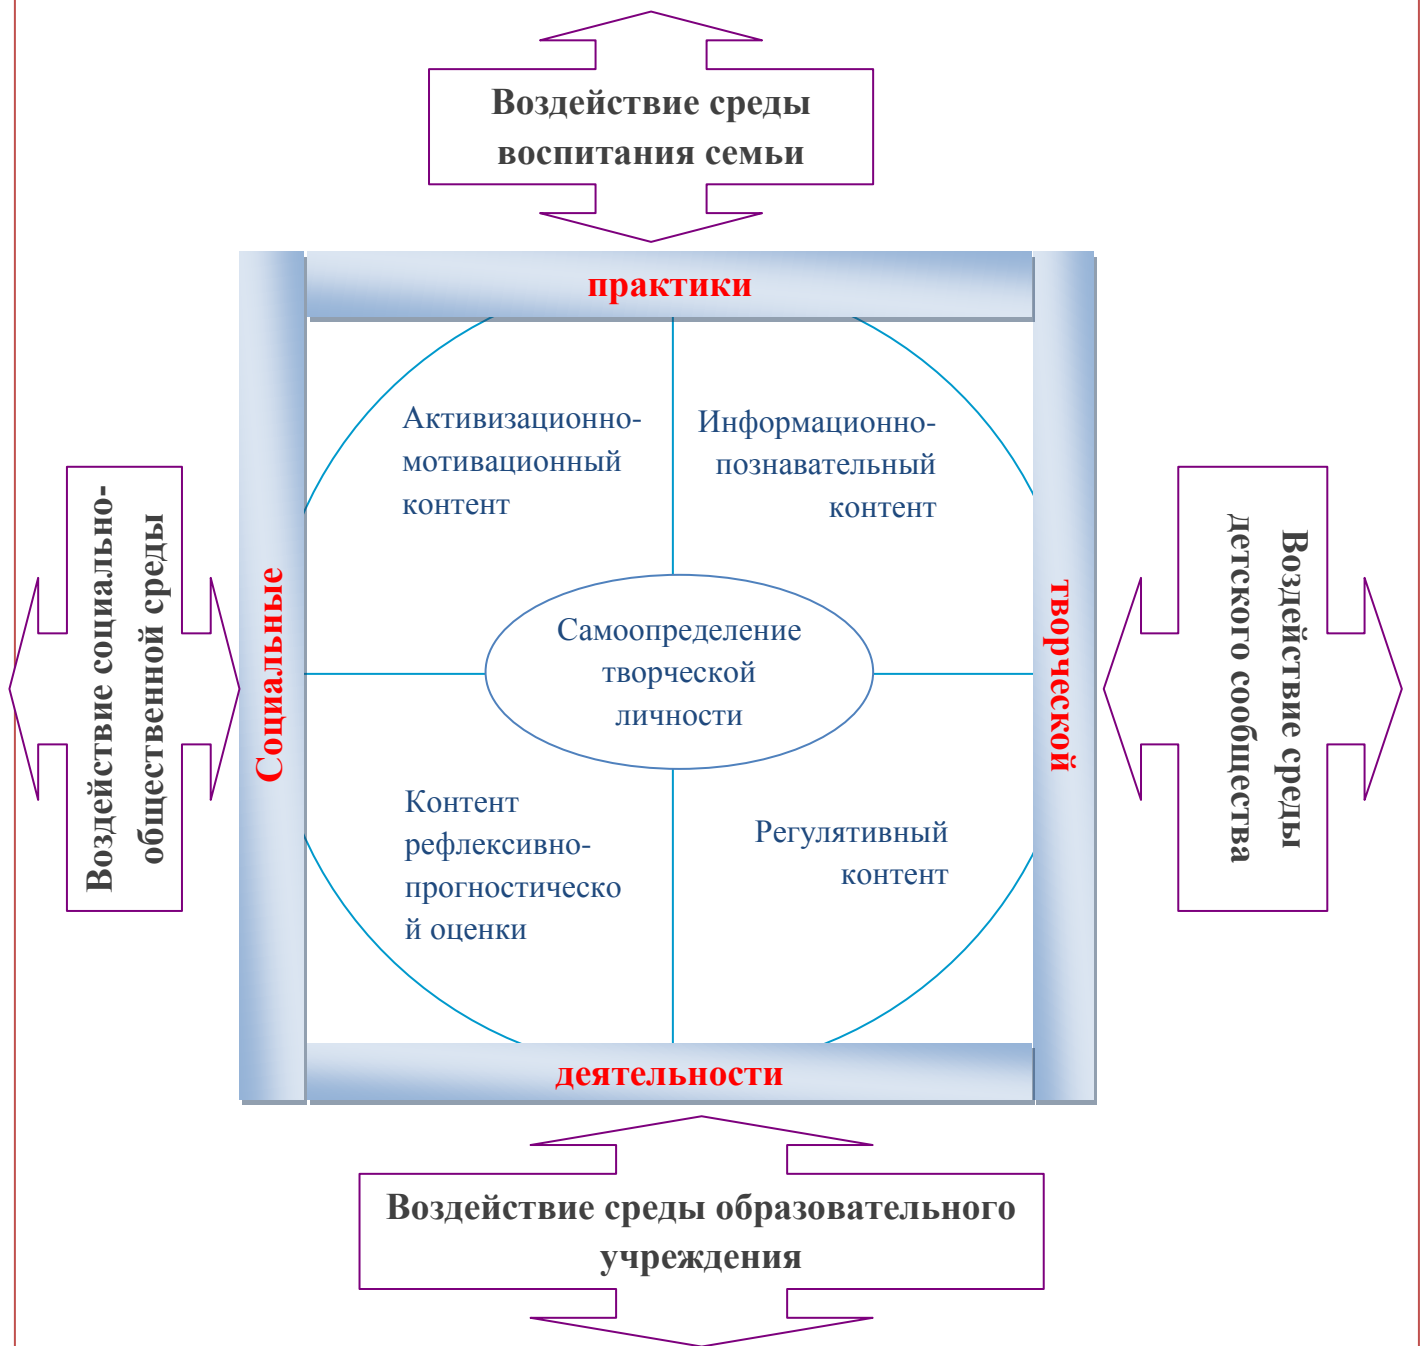 Воздействие среды
воспитания семьи
практики
Активизационно-
мотивационный
контент
Информационно-
познавательный
контент
Воздействие социально-
общественной среды
Социальные
Самоопределение
творческой
личности
творческой
Воздействие среды
детского сообщества
Контент
рефлексивно-
прогностическо
й оценки
Регулятивный
контент
деятельности
Воздействие среды образовательного
учреждения